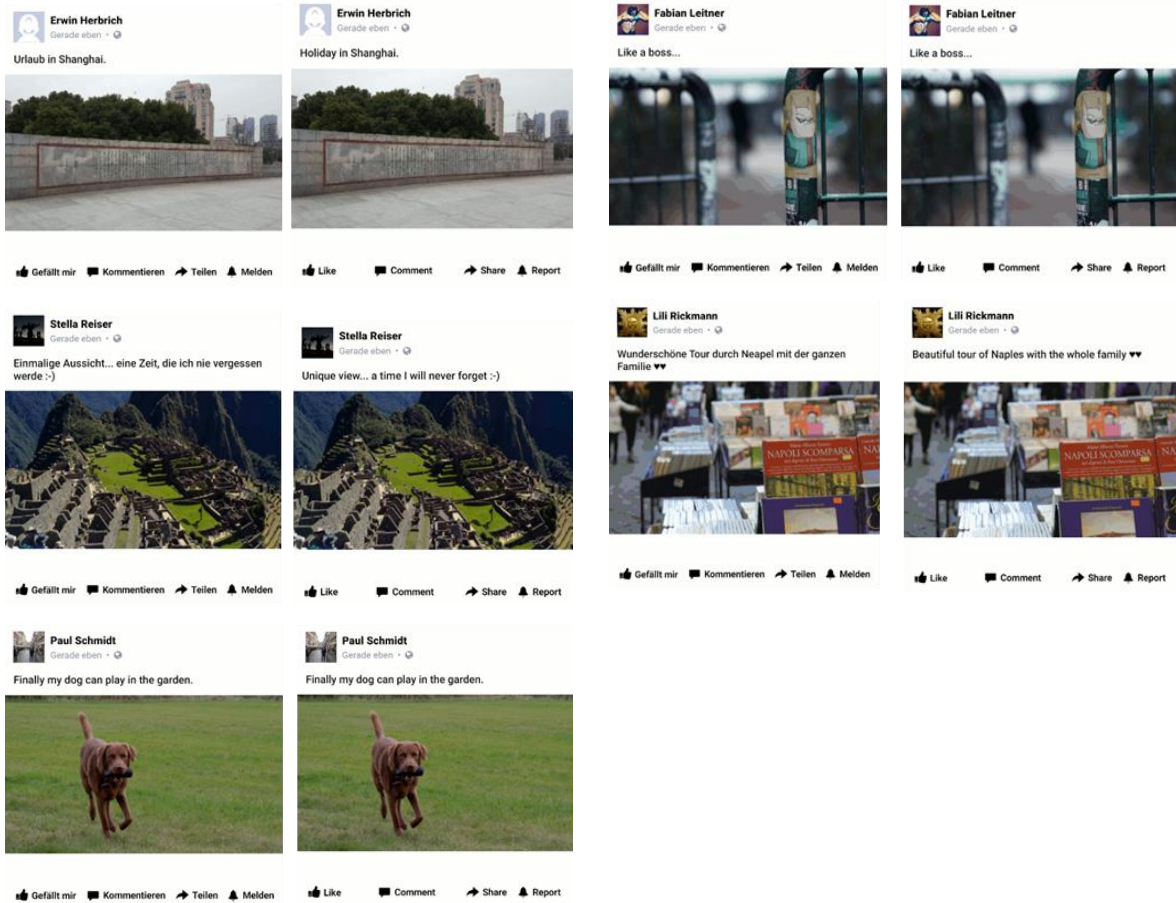 Erwin Herbrich
Gerade eben
Urlaub in Shanghai.
Gefällt mir Kommentieren Teilen Melden
Erwin Herbrich
Gerade eben
Holiday in Shanghai.
Like Comment Share Report
Fabian Leitner
Gerade eben
Like a boss...
Gefällt mir Kommentieren Teilen Melden
Fabian Leitner
Gerade eben
Like a boss...
Like Comment Share Report
Stella Reiser
Gerade eben
Einmalige Aussicht... eine Zeit, die ich nie vergessen
werde :-)
Gefällt mir Kommentieren Teilen Melden
Stella Reiser
Gerade eben
Unique view... a time I will never forget :-)
Like Comment Share Report
Lili Rickmann
Gerade eben
Wunderschöne Tour durch Neapel mit der ganzen
Familie ♥♥
NAPOLI SCOMPARSA
Gefällt mir Kommentieren Teilen Melden
Lili Rickmann
Gerade eben
Beautiful tour of Naples with the whole family ♥♥
NAPOLI SCOMPARSA
Like Comment Share Report
Paul Schmidt
Gerade eben
Finally my dog can play in the garden.
Gefällt mir Kommentieren Teilen Melden
Paul Schmidt
Gerade eben
Finally my dog can play in the garden.
Like Comment Share Report